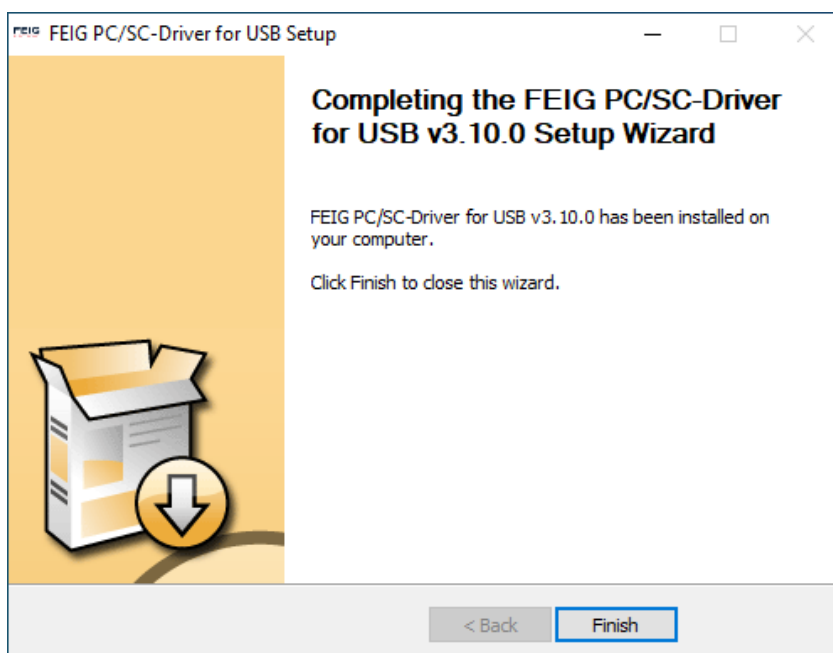 FEIG FEIG PC/SC-Driver for USB Setup
Completing the FEIG PC/SC-Driver
for USB v3.10.0 Setup Wizard
FEIG PC/SC-Driver for USB v3.10.0 has been installed on
your computer.
Click Finish to close this wizard.
< Back
Finish